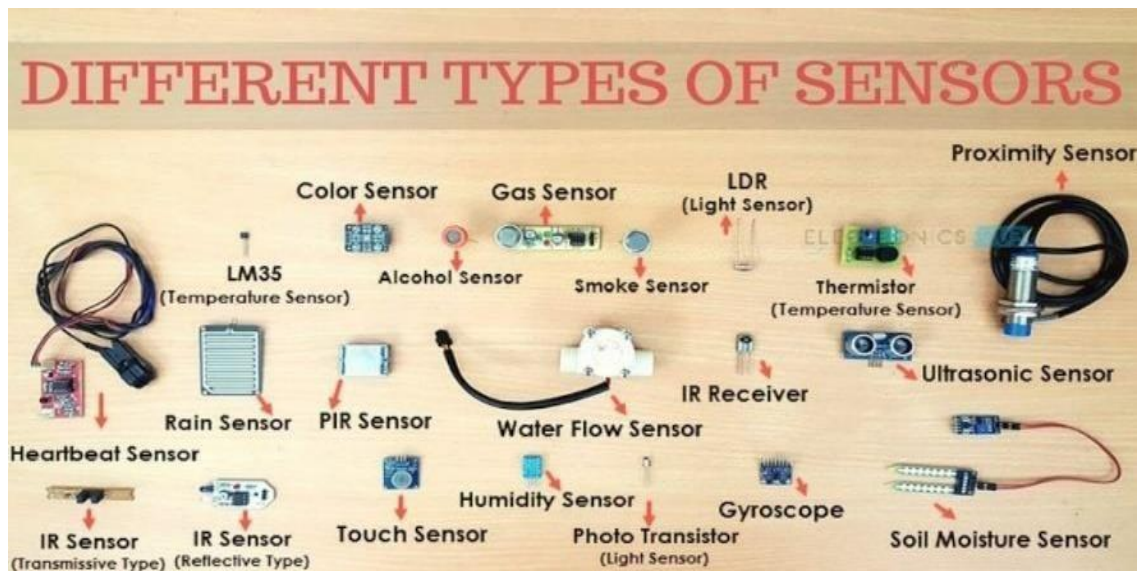 DIFFERENT TYPES OF SENSORS
Proximity Sensor
Color Sensor
Gas Sensor
LDR
(Light Sensor)
LM35
(Temperature Sensor)
Alcohol Sensor
Smoke Sensor
Thermistor
(Temperature Sensor)
Heartbeat Sensor
Rain Sensor
PIR Sensor
Water Flow Sensor
IR Receiver
Ultrasonic Sensor
IR Sensor
(Transmissive Type)
IR Sensor
(Reflective Type)
Touch Sensor
Humidity Sensor
Photo Transistor
(Light Sensor)
Gyroscope
Soil Moisture Sensor